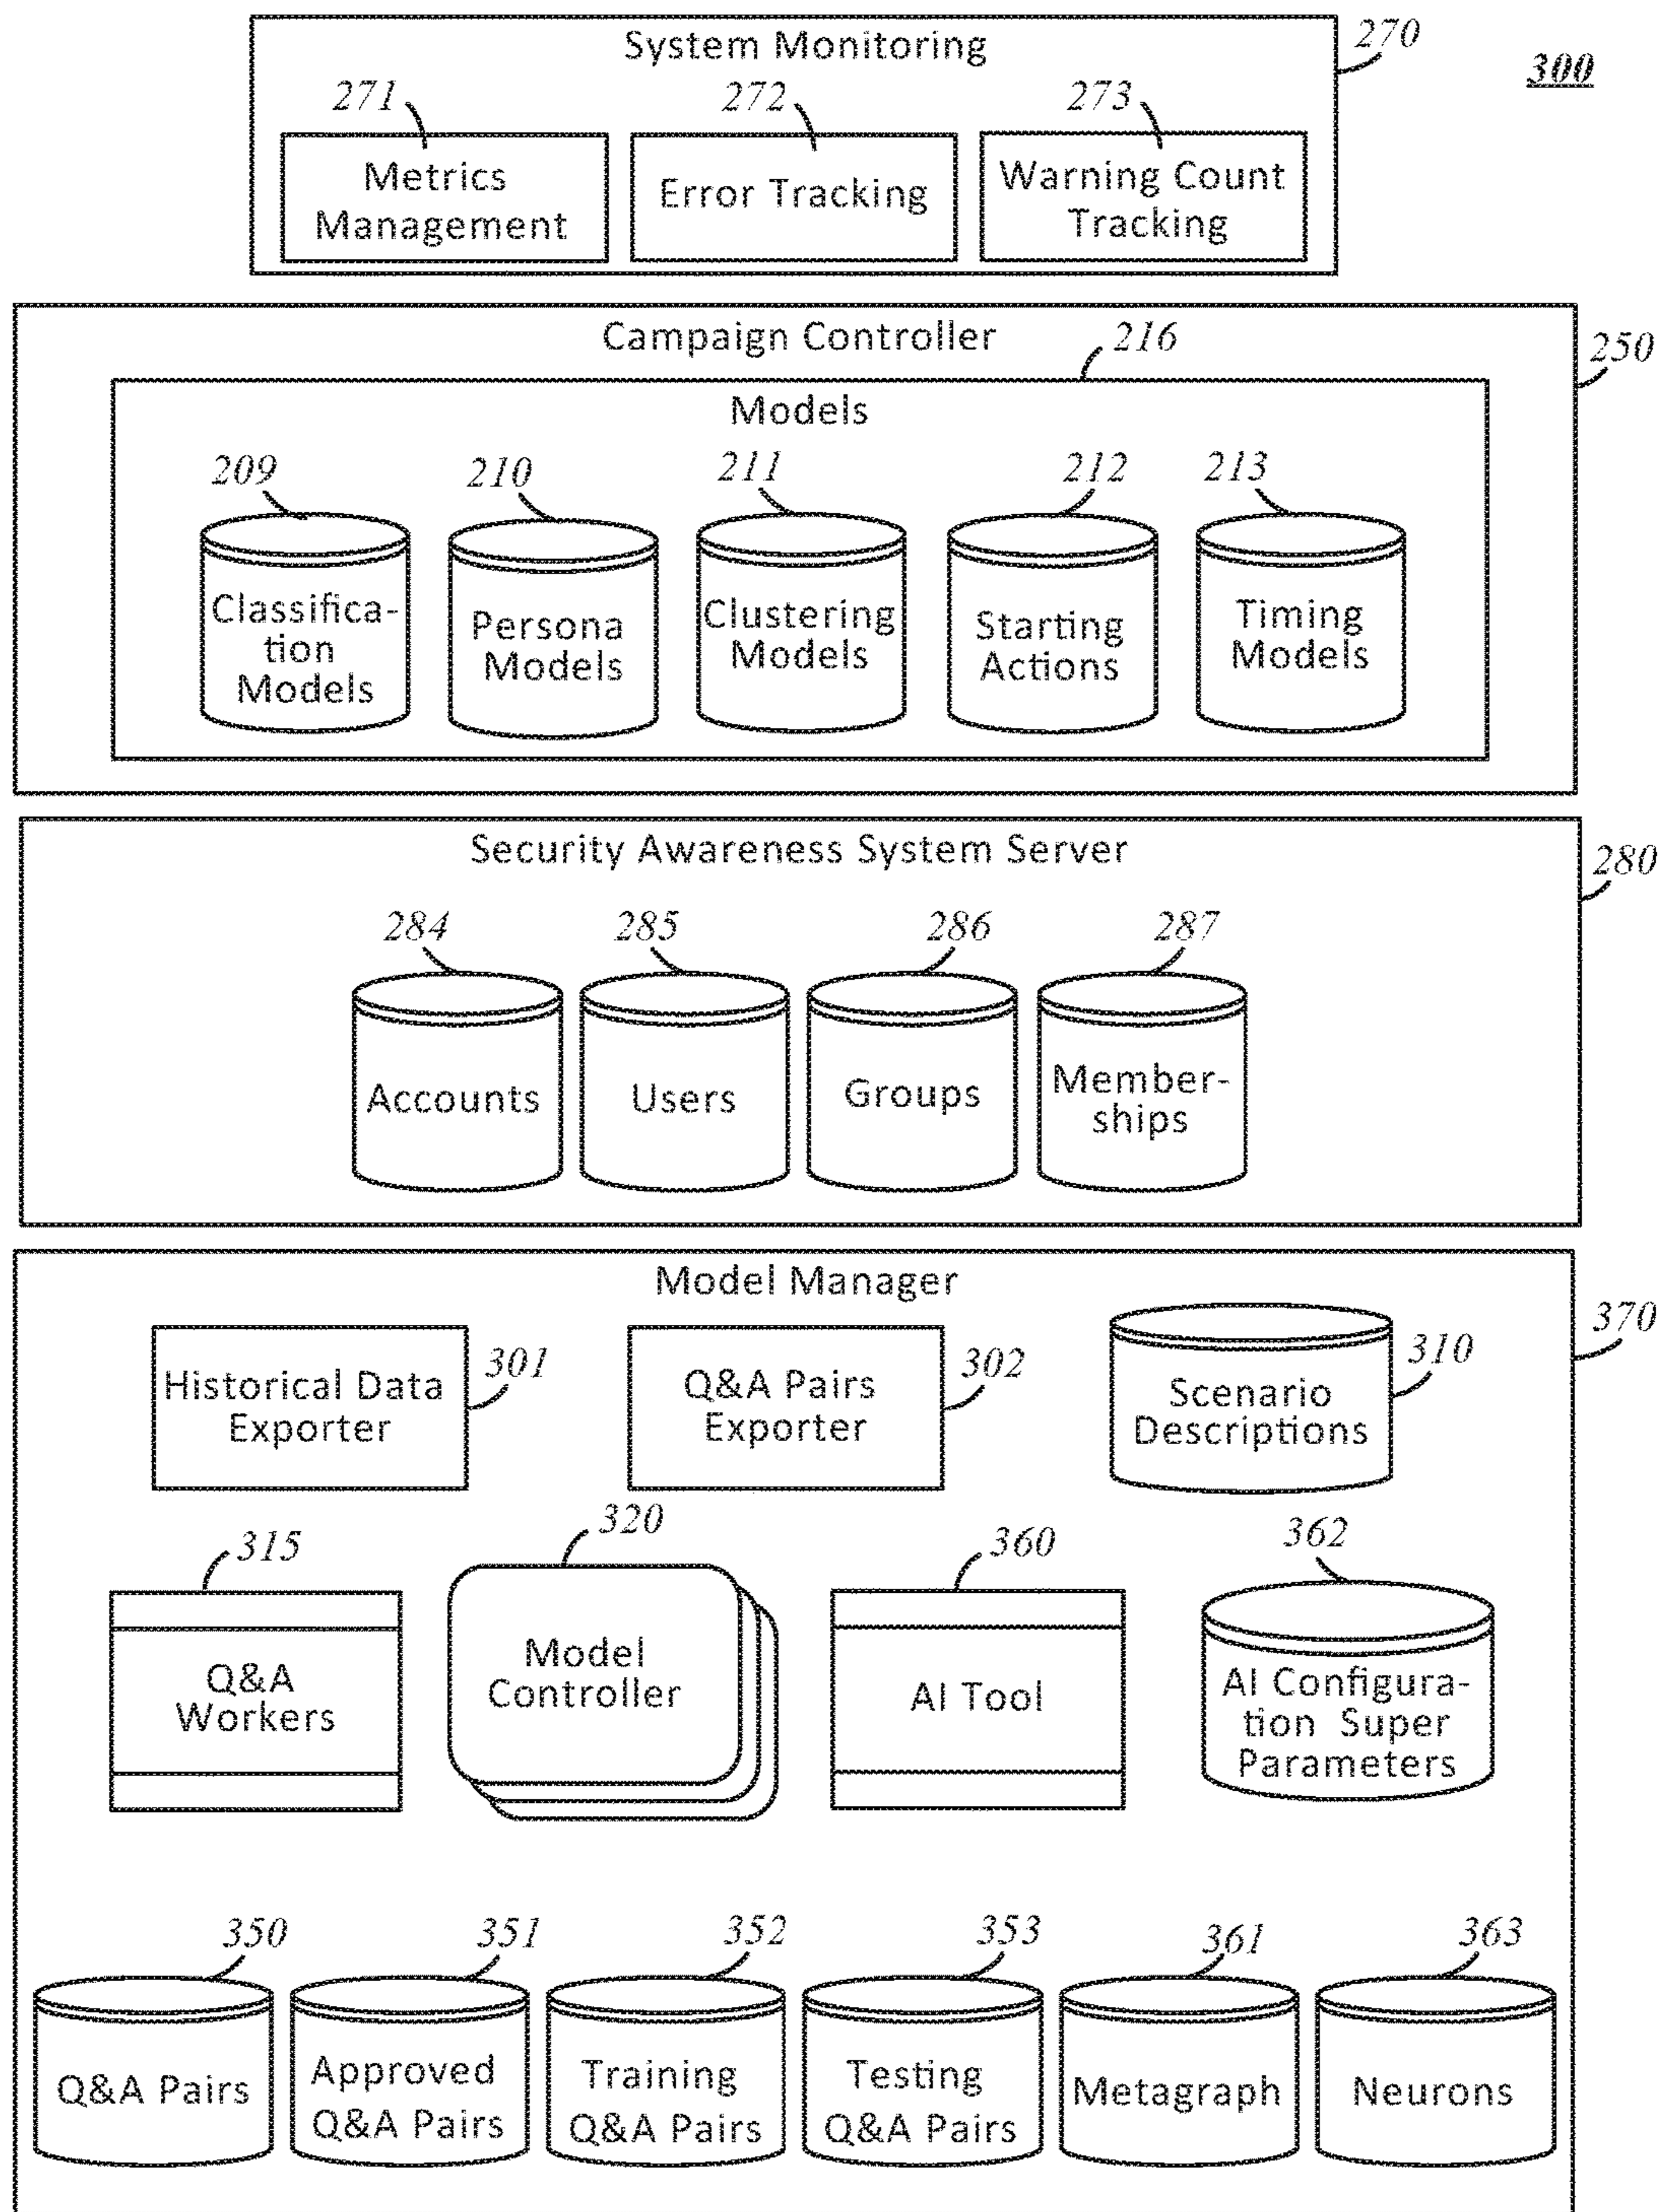 System Monitoring
270
300
271
272
273
Metrics
Management
Error Tracking
Warning Count
Tracking
Campaign Controller
216
250
Models
209
210
211
212
213
Classifica-
tion
Models
Persona
Models
Clustering
Models
Starting
Actions
Timing
Models
Security Awareness System Server
280
284
285
286
287
Accounts
Users
Groups
Member-
ships
Model Manager
370
Historical Data
Exporter
301
Q&A Pairs
Exporter
302
Scenario
Descriptions
310
315
320
360
362
Q&A
Workers
Model
Controller
AI Tool
AI Configura-
tion Super
Parameters
350
351
352
353
361
363
Q&A Pairs
Approved
Q&A Pairs
Training
Q&A Pairs
Testing
Q&A Pairs
Metagraph
Neurons